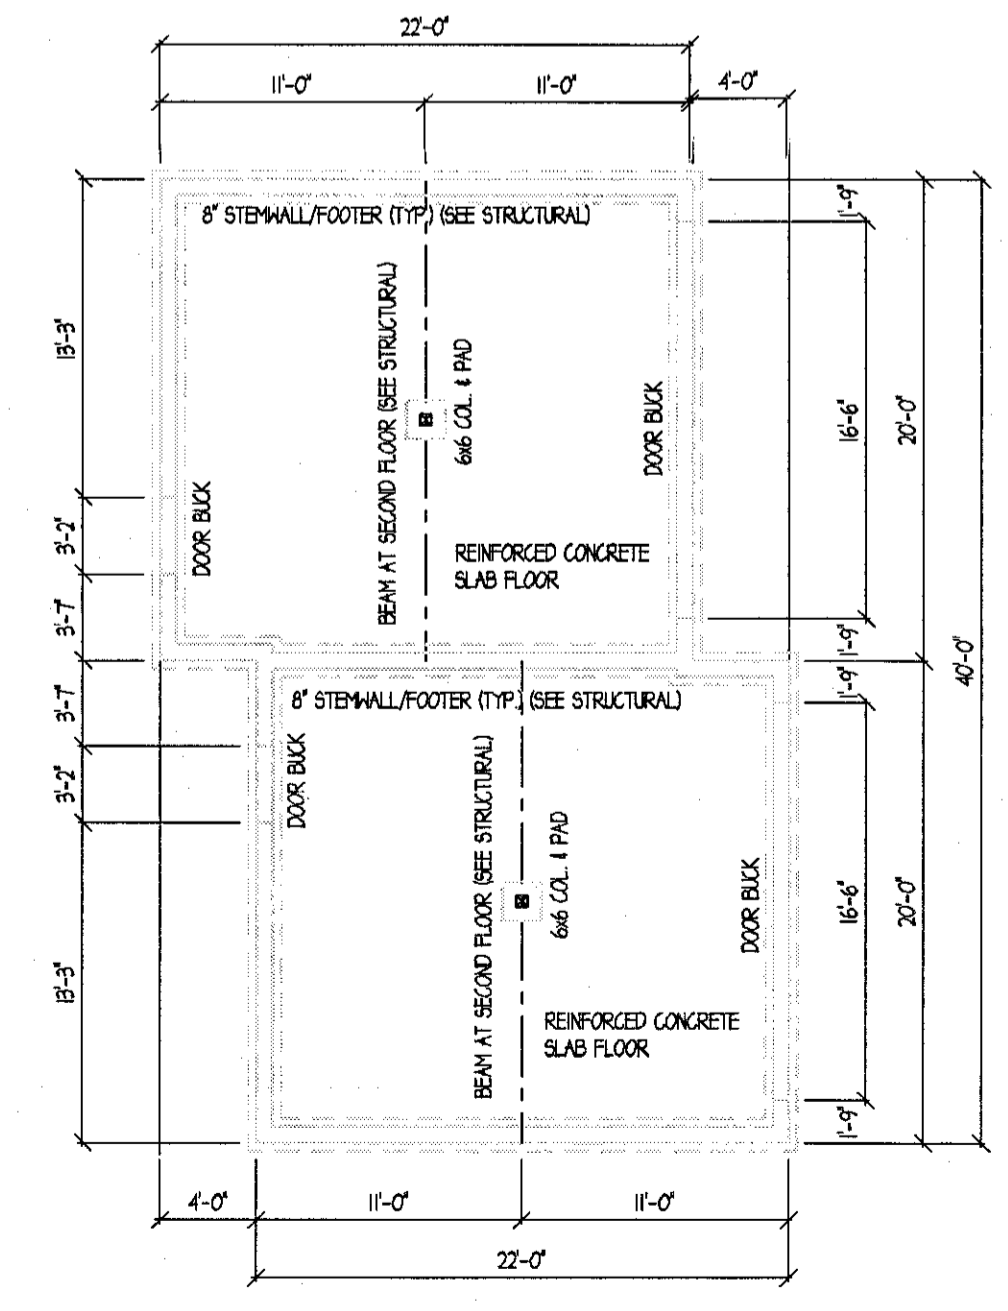 22'-0"
11'-0"
11'-0"
4'-0"
8" STEMWALL/FOOTER (TYP.) (SEE STRUCTURAL)
1'-9"
13'-3"
BEAM AT SECOND FLOOR (SEE STRUCTURAL)
6x6 COL. & PAD
DOOR BUCK
16'-6"
20'-0"
3'-2"
DOOR BUCK
REINFORCED CONCRETE
SLAB FLOOR
3'-7"
1'-9"
40'-0"
3'-7"
8" STEMWALL/FOOTER (TYP.) (SEE STRUCTURAL)
1'-9"
3'-2"
DOOR BUCK
BEAM AT SECOND FLOOR (SEE STRUCTURAL)
6x6 COL. & PAD
DOOR BUCK
16'-6"
20'-0"
13'-3"
REINFORCED CONCRETE
SLAB FLOOR
1'-9"
4'-0"
11'-0"
11'-0"
22'-0"